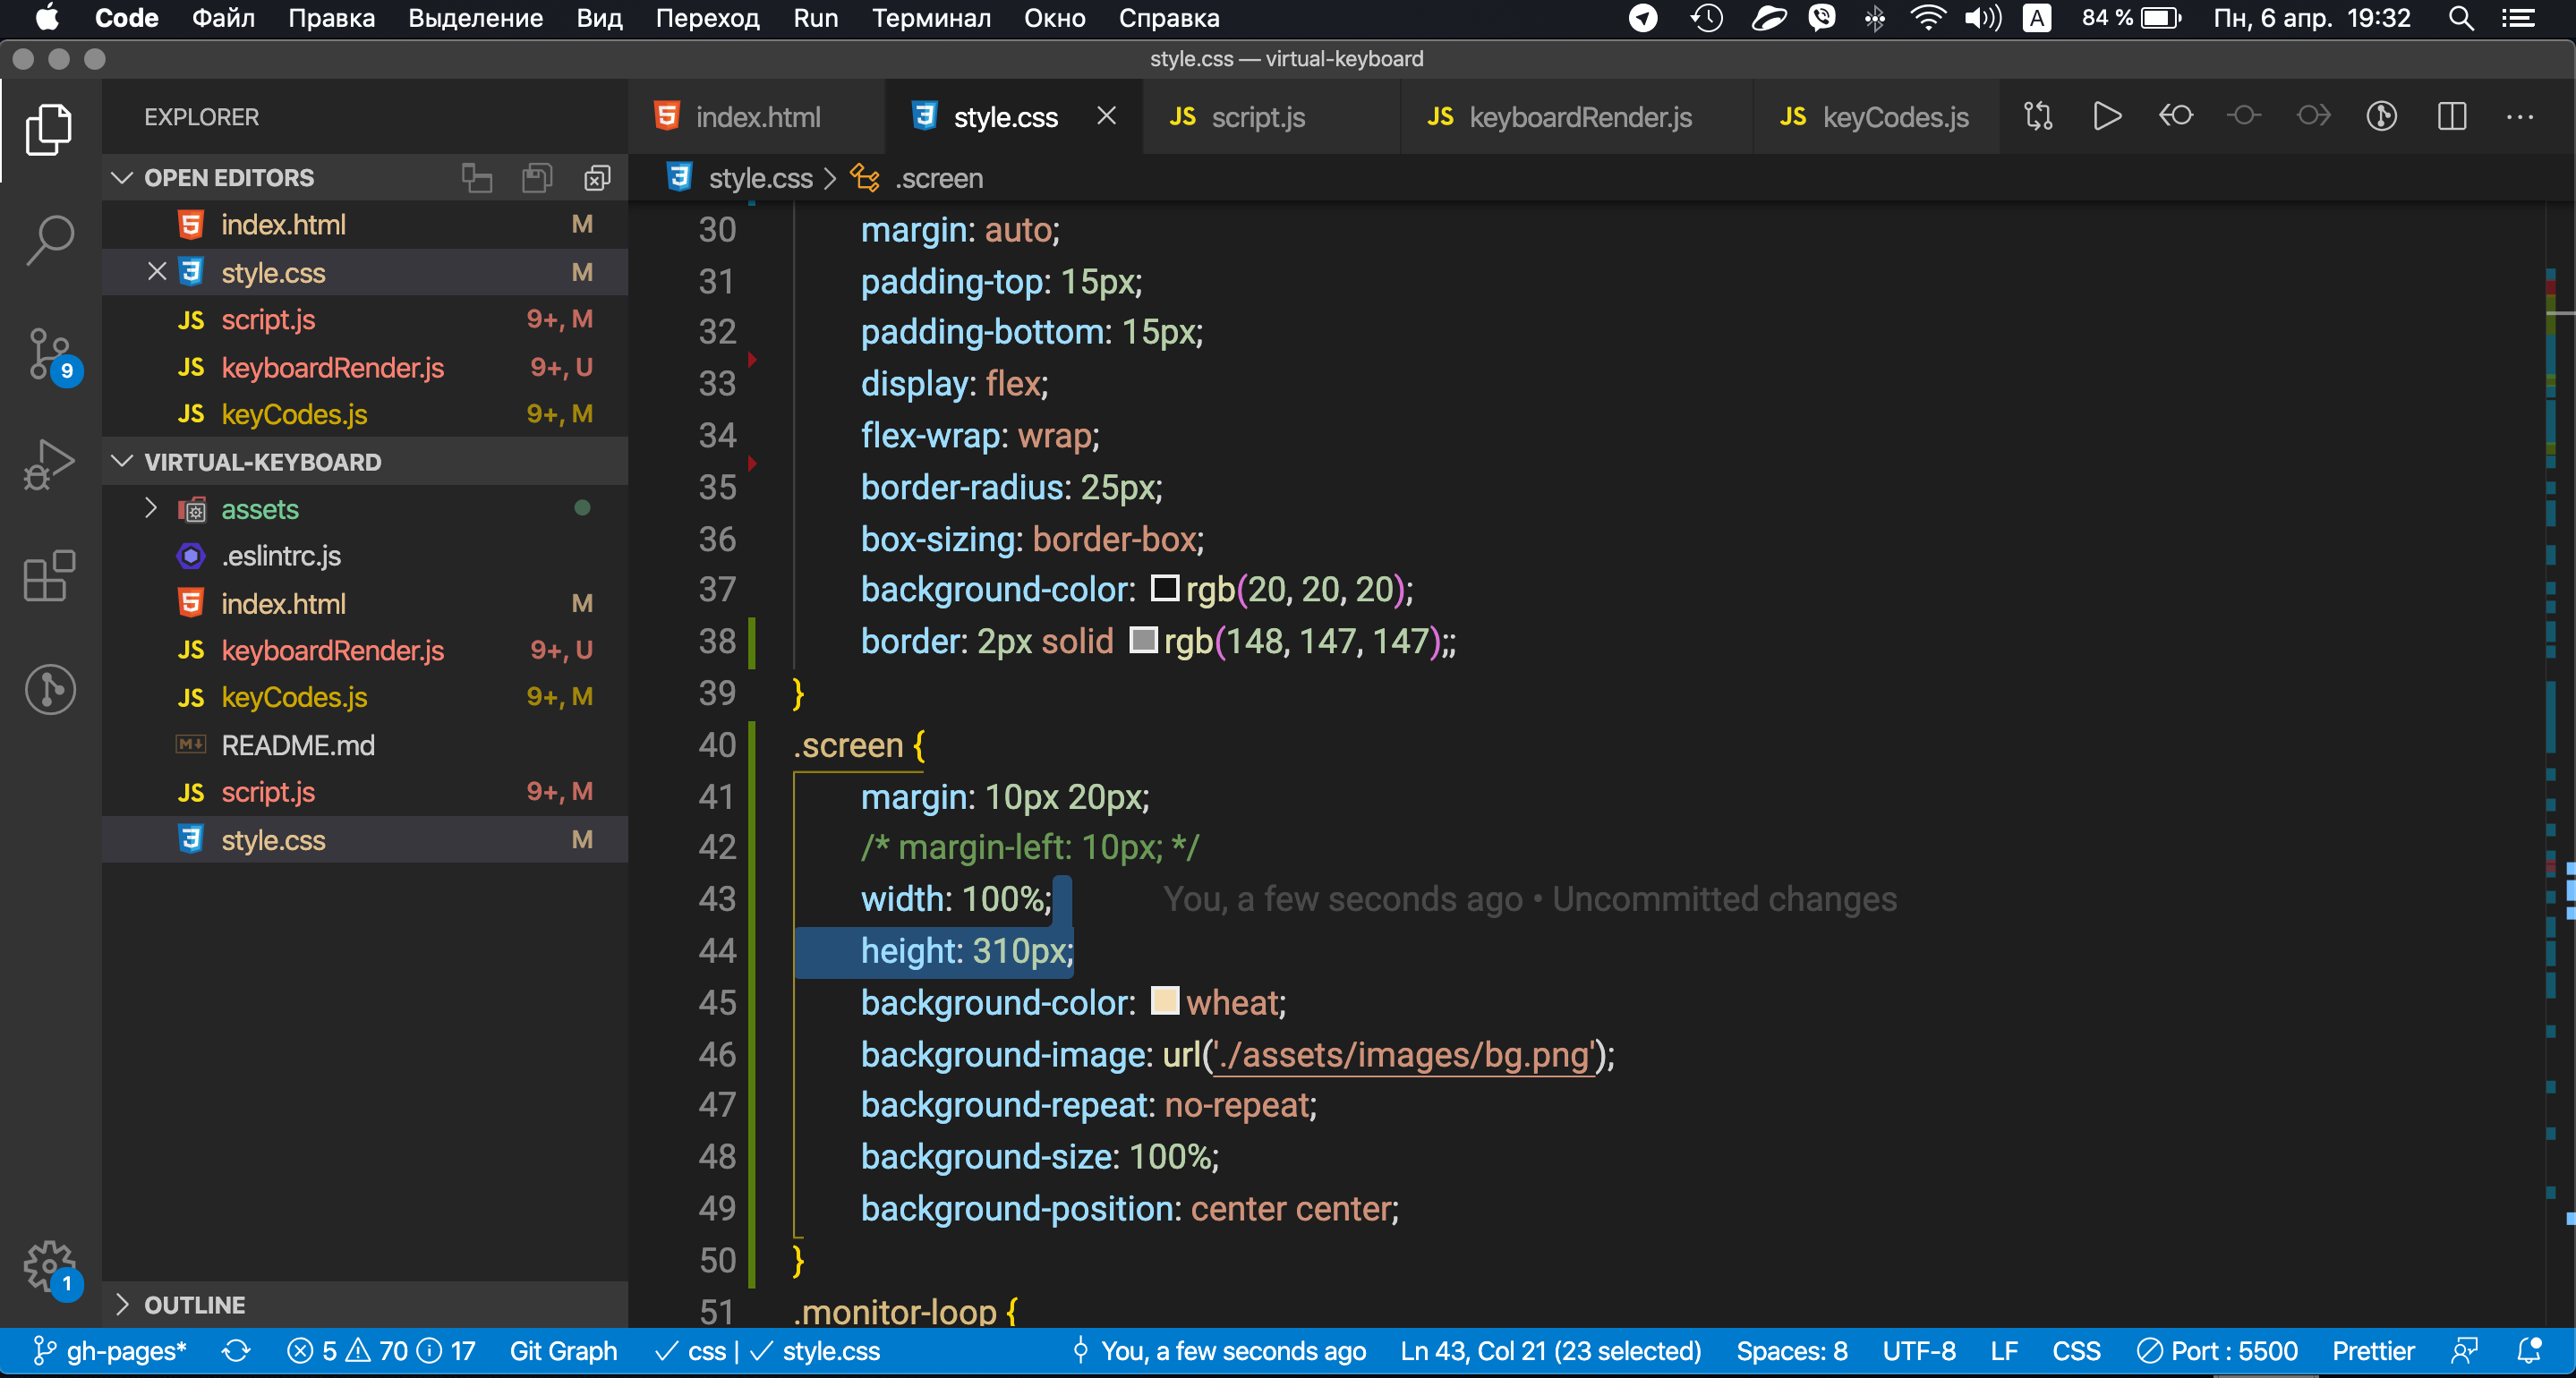 Code Файл Правка Выделение Вид Переход Run Терминал Окно Справка A 84 % Пн, 6 апр. 19:32
style.css — virtual-keyboard
EXPLORER
OPEN EDITORS
index.html M
style.css M
JS script.js 9+, M
JS keyboardRender.js 9+, U
JS keyCodes.js 9+, M
VIRTUAL-KEYBOARD
assets
.eslintrc.js
index.html M
JS keyboardRender.js 9+, U
JS keyCodes.js 9+, M
README.md
JS script.js 9+, M
style.css M
OUTLINE
9
1
index.html style.css JS script.js JS keyboardRender.js JS keyCodes.js
style.css > .screen
30 margin: auto;
31 padding-top: 15px;
32 padding-bottom: 15px;
33 display: flex;
34 flex-wrap: wrap;
35 border-radius: 25px;
36 box-sizing: border-box;
37 background-color: rgb(20, 20, 20);
38 border: 2px solid rgb(148, 147, 147);;
39 }
40 .screen {
41 margin: 10px 20px;
42 /* margin-left: 10px; */
43 width: 100%; You, a few seconds ago • Uncommitted changes
44 height: 310px;
45 background-color: wheat;
46 background-image: url('./assets/images/bg.png');
47 background-repeat: no-repeat;
48 background-size: 100%;
49 background-position: center center;
50 }
51 .monitor-loop {
gh-pages* 5 70 17 Git Graph ✓ css | ✓ style.css You, a few seconds ago Ln 43, Col 21 (23 selected) Spaces: 8 UTF-8 LF CSS Port : 5500 Prettier